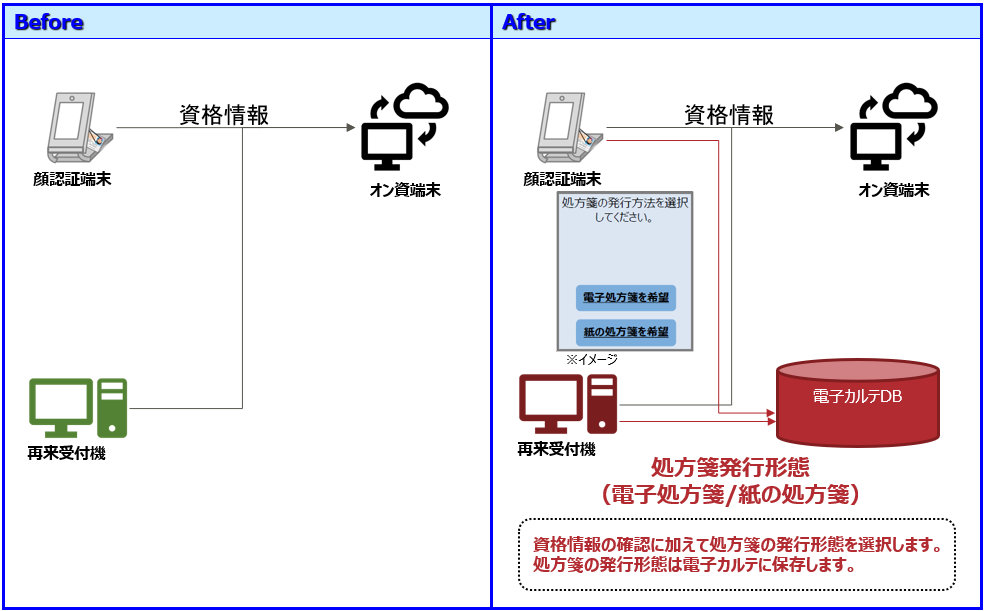 Before
資格情報
顔認証端末
オン資端末
再来受付機
After
資格情報
顔認証端末
オン資端末
処方箋の発行方法を選択
してください。
電子処方箋を希望
紙の処方箋を希望
※イメージ
電子カルテDB
再来受付機
処方箋発行形態
（電子処方箋/紙の処方箋）
資格情報の確認に加えて処方箋の発行形態を選択します。
処方箋の発行形態は電子カルテに保存します。